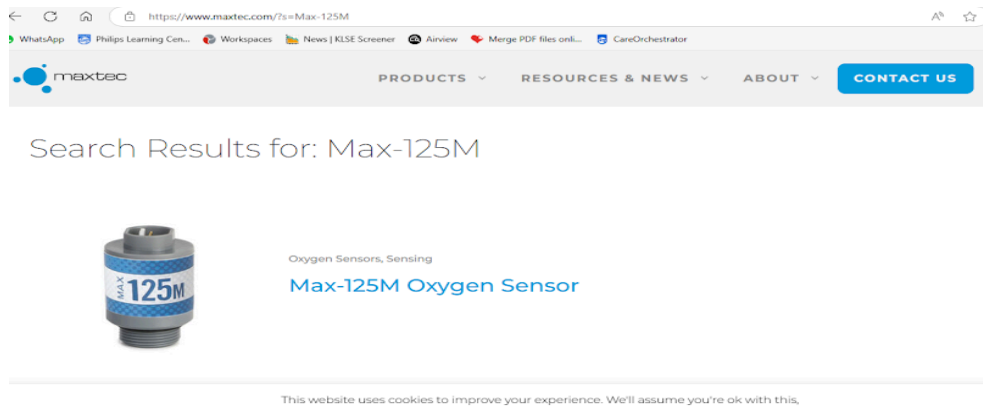 https://www.maxtec.com/?s=Max-125M
WhatsApp Philips Learning Cen... Workspaces News | KLSE Screener Airview Merge PDF files onli... CareOrchestrator
maxtec PRODUCTS RESOURCES & NEWS ABOUT CONTACT US
Search Results for: Max-125M
MAX 125M
Oxygen Sensors, Sensing
Max-125M Oxygen Sensor
This website uses cookies to improve your experience. We'll assume you're ok with this,